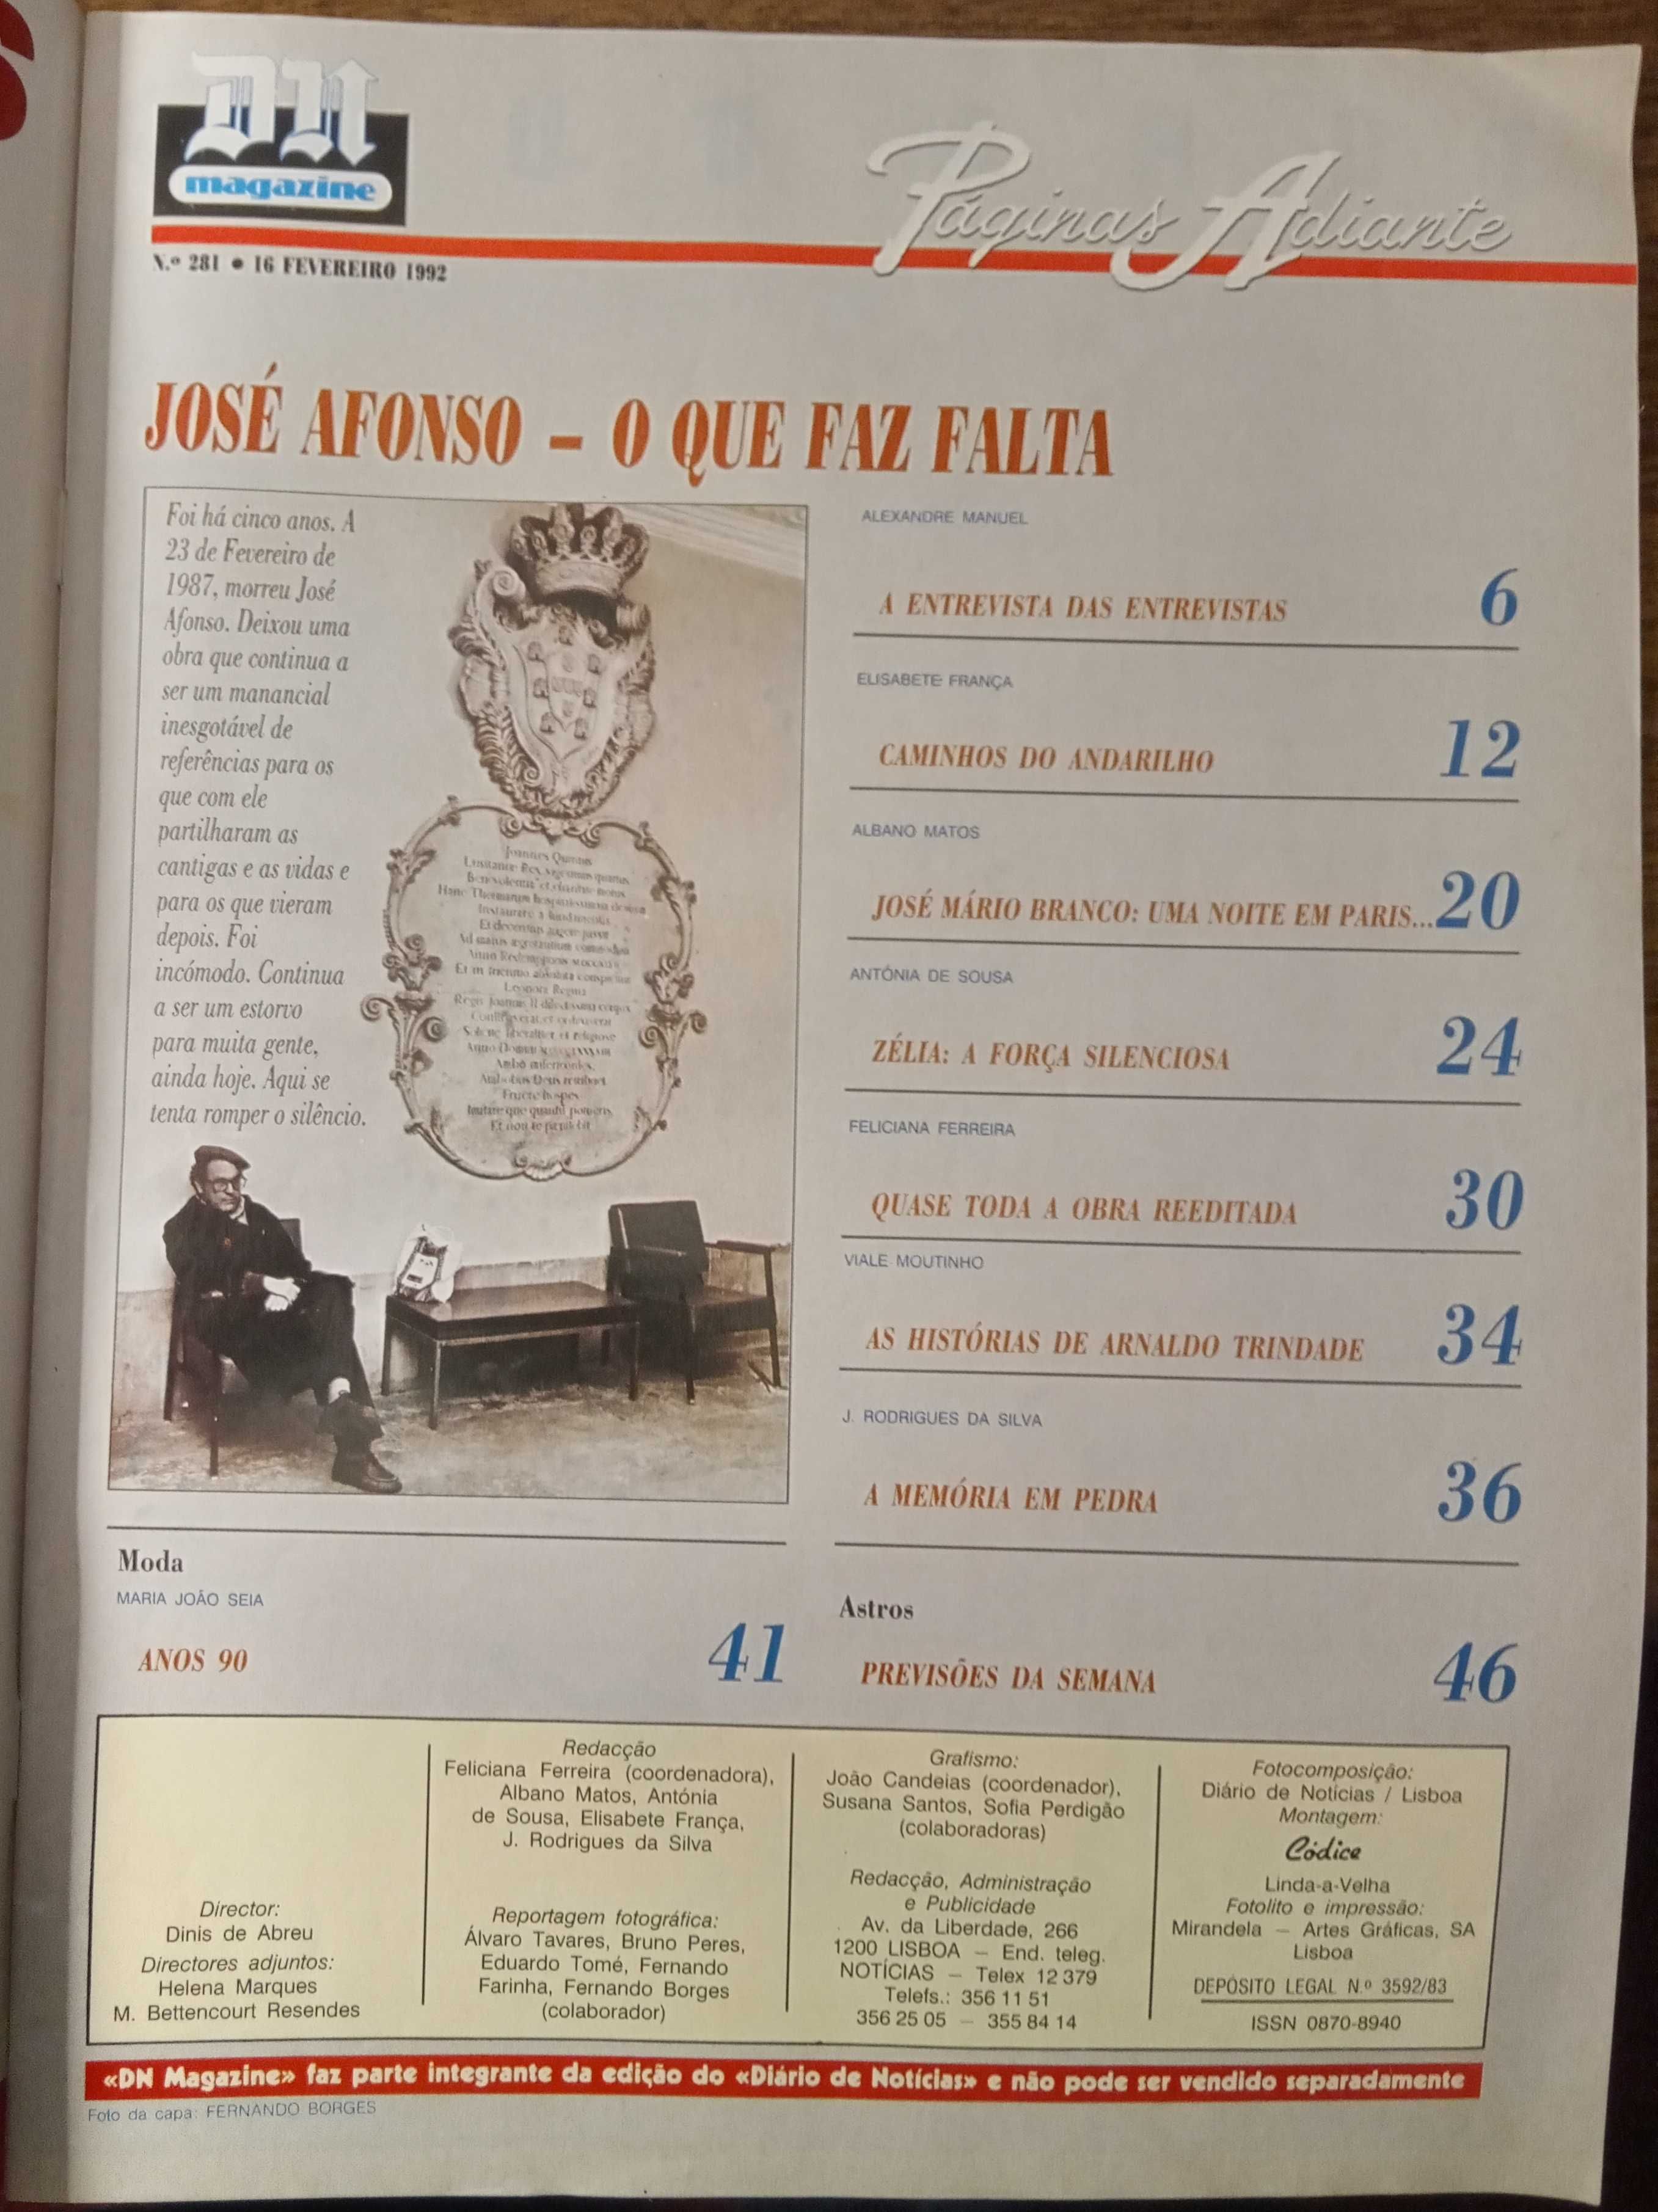 DN
magazine
Páginas Adiante
N.º 281 • 16 FEVEREIRO 1992
JOSÉ AFONSO – O QUE FAZ FALTA
Foi há cinco anos. A
23 de Fevereiro de
1987, morreu José
Afonso. Deixou uma
obra que continua a
ser um manancial
inesgotável de
referências para os
que com ele
partilharam as
cantigas e as vidas e
para os que vieram
depois. Foi
incómodo. Continua
a ser um estorvo
para muita gente,
ainda hoje. Aqui se
tenta romper o silêncio.
Joannes Quintus
Leonora Regina
ALEXANDRE MANUEL
A ENTREVISTA DAS ENTREVISTAS 6
ELISABETE FRANÇA
CAMINHOS DO ANDARILHO 12
ALBANO MATOS
JOSÉ MÁRIO BRANCO: UMA NOITE EM PARIS... 20
ANTÓNIA DE SOUSA
ZÉLIA: A FORÇA SILENCIOSA 24
FELICIANA FERREIRA
QUASE TODA A OBRA REEDITADA 30
VIALE MOUTINHO
AS HISTÓRIAS DE ARNALDO TRINDADE 34
J. RODRIGUES DA SILVA
A MEMÓRIA EM PEDRA 36
Moda
MARIA JOÃO SEIA
ANOS 90 41
Astros
PREVISÕES DA SEMANA 46
Director:
Dinis de Abreu
Directores adjuntos:
Helena Marques
M. Bettencourt Resendes
Redacção
Feliciana Ferreira (coordenadora),
Albano Matos, Antónia
de Sousa, Elisabete França,
J. Rodrigues da Silva
Reportagem fotográfica:
Álvaro Tavares, Bruno Peres,
Eduardo Tomé, Fernando
Farinha, Fernando Borges
(colaborador)
Grafismo:
João Candeias (coordenador),
Susana Santos, Sofia Perdigão
(colaboradoras)
Redacção, Administração
e Publicidade
Av. da Liberdade, 266
1200 LISBOA — End. teleg.
NOTÍCIAS — Telex 12 379
Telefs.: 356 11 51
356 25 05 — 355 84 14
Fotocomposição:
Diário de Notícias / Lisboa
Montagem:
Códice
Linda-a-Velha
Fotolito e impressão:
Mirandela — Artes Gráficas, SA
Lisboa
DEPÓSITO LEGAL N.º 3592/83
ISSN 0870-8940
«DN Magazine» faz parte integrante da edição do «Diário de Notícias» e não pode ser vendido separadamente
Foto da capa: FERNANDO BORGES